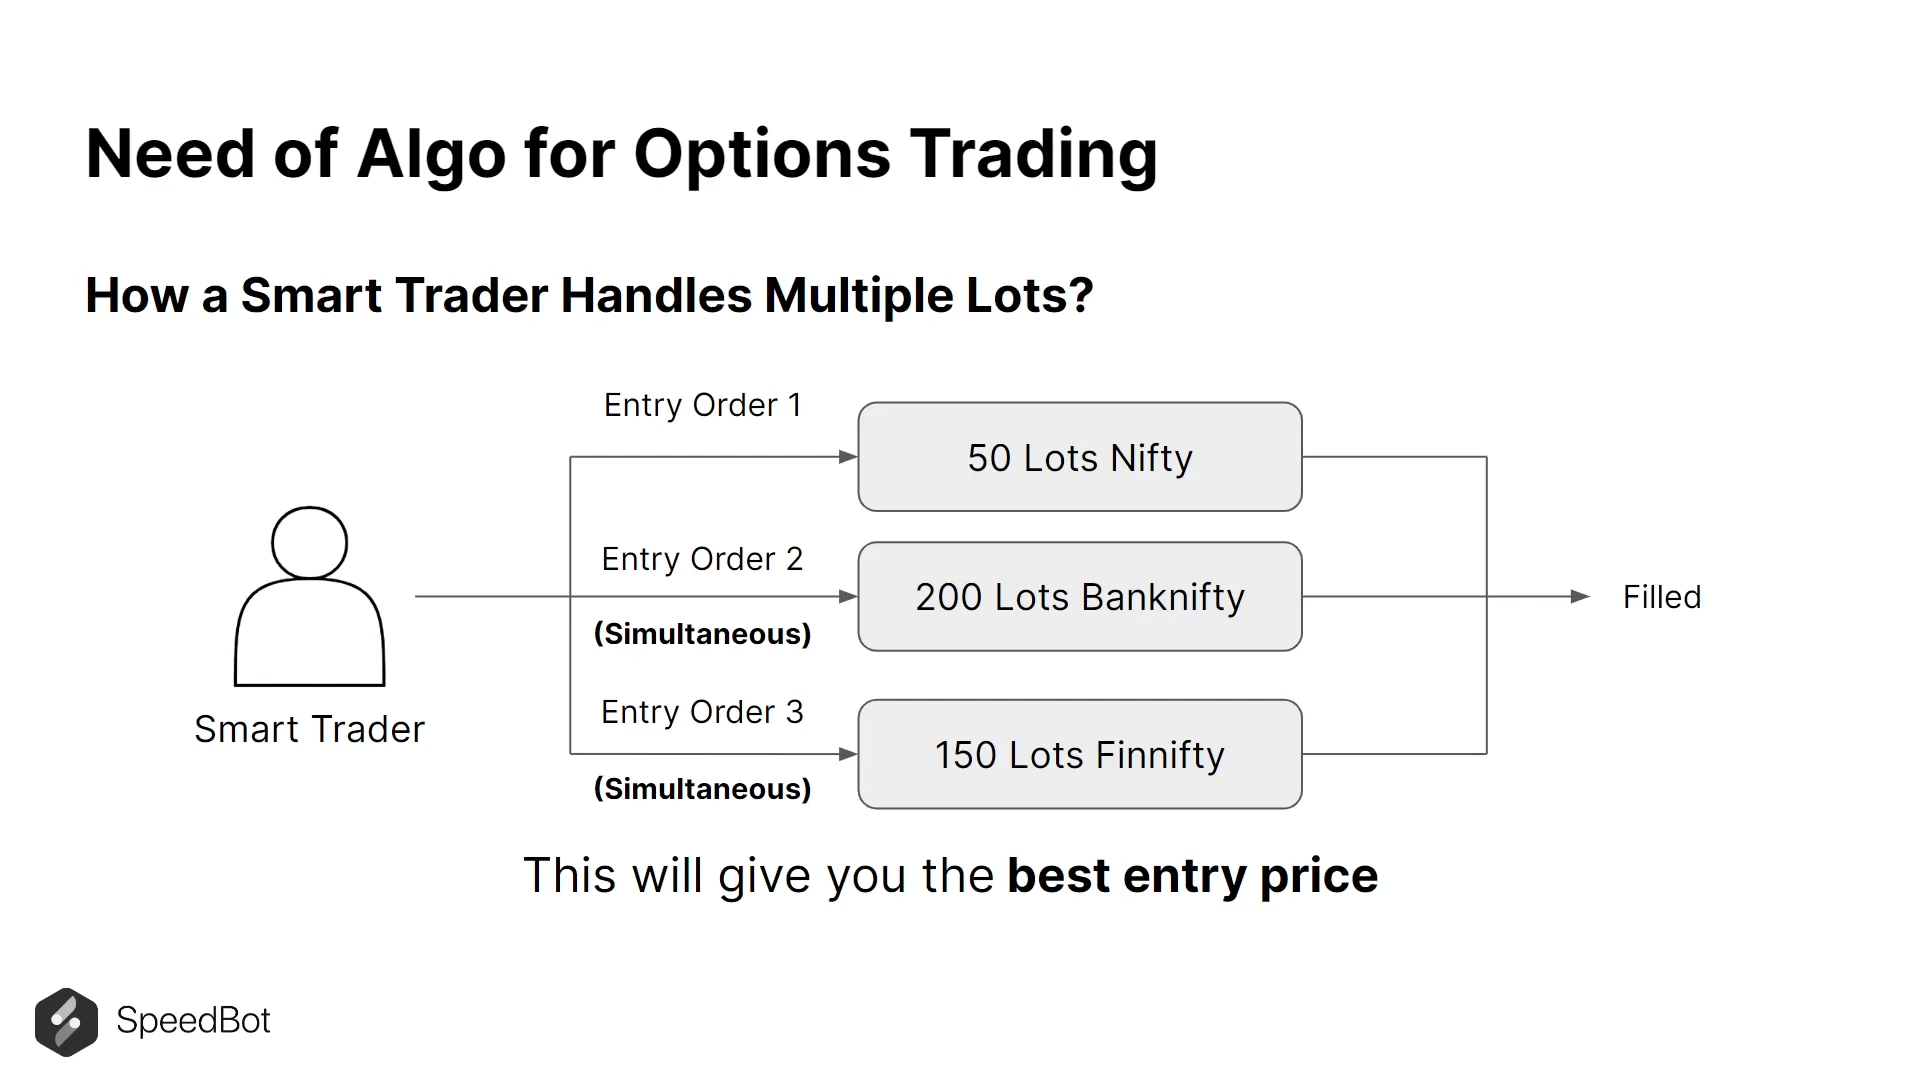 Need of Algo for Options Trading
How a Smart Trader Handles Multiple Lots?
Entry Order 1
50 Lots Nifty
Entry Order 2
(Simultaneous)
200 Lots Banknifty
Filled
Smart Trader
Entry Order 3
(Simultaneous)
150 Lots Finnifty
This will give you the best entry price
SpeedBot